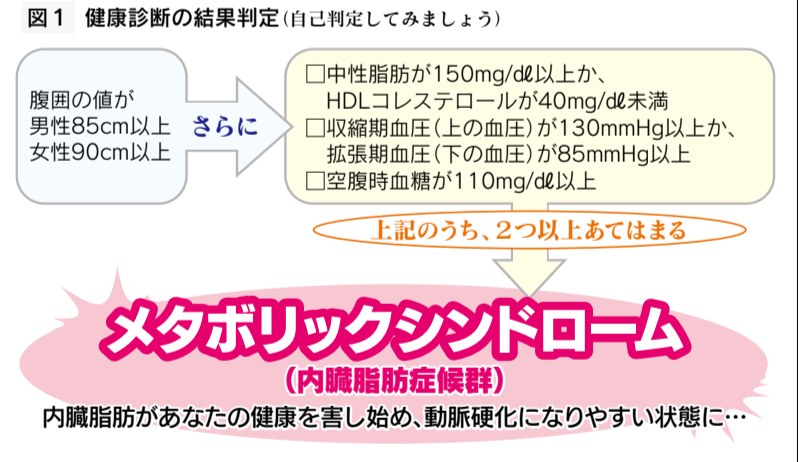 図1 健康診断の結果判定(自己判定してみましょう)
腹囲の値が
男性85cm以上
女性90cm以上
さらに
□中性脂肪が150mg/dℓ以上か、
HDLコレステロールが40mg/dℓ未満
□収縮期血圧(上の血圧)が130mmHg以上か、
拡張期血圧(下の血圧)が85mmHg以上
□空腹時血糖が110mg/dℓ以上
上記のうち、2つ以上あてはまる
メタボリックシンドローム
(内臓脂肪症候群)
内臓脂肪があなたの健康を害し始め、動脈硬化になりやすい状態に…